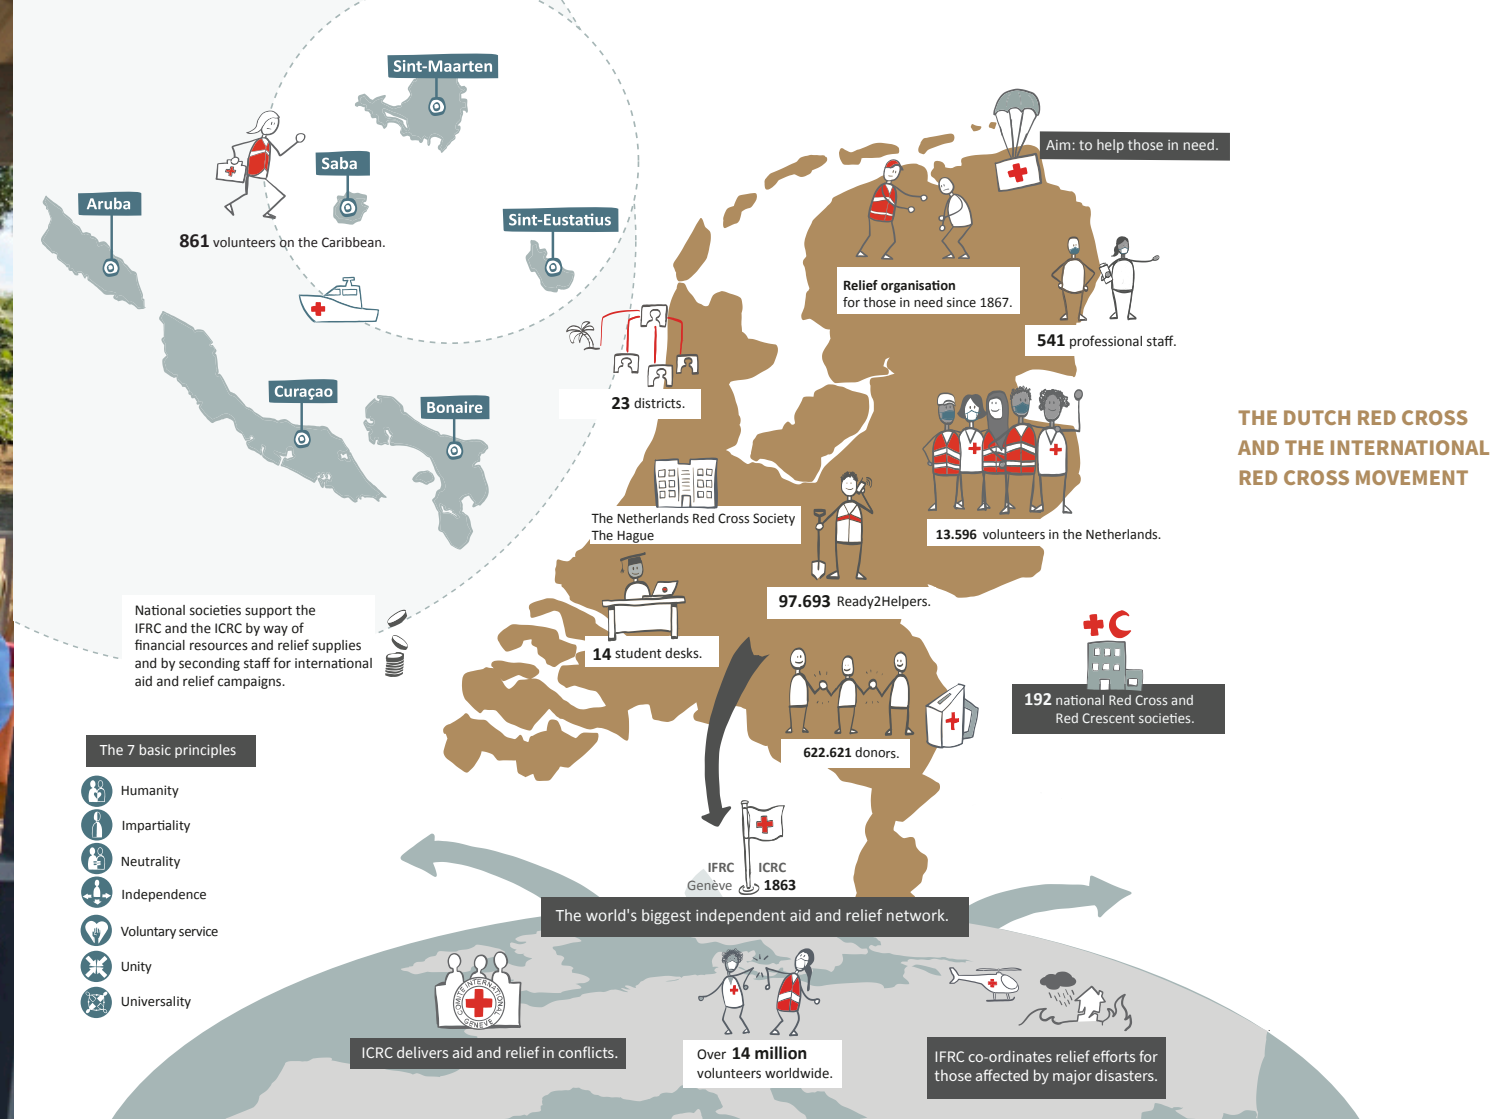 Sint-Maarten
Saba
Aruba
Sint-Eustatius
861 volunteers on the Caribbean.
Curaçao
Bonaire
Aim: to help those in need.
Relief organisation
for those in need since 1867.
541 professional staff.
23 districts.
THE DUTCH RED CROSS
AND THE INTERNATIONAL
RED CROSS MOVEMENT
The Netherlands Red Cross Society
The Hague
13.596 volunteers in the Netherlands.
97.693 Ready2Helpers.
14 student desks.
National societies support the
IFRC and the ICRC by way of
financial resources and relief supplies
and by seconding staff for international
aid and relief campaigns.
192 national Red Cross and
Red Crescent societies.
622.621 donors.
The 7 basic principles
Humanity
Impartiality
Neutrality
Independence
Voluntary service
Unity
Universality
IFRC ICRC
Genève 1863
The world's biggest independent aid and relief network.
COMITE INTERNATIONAL
GENEVE
ICRC delivers aid and relief in conflicts.
Over 14 million
volunteers worldwide.
IFRC co-ordinates relief efforts for
those affected by major disasters.